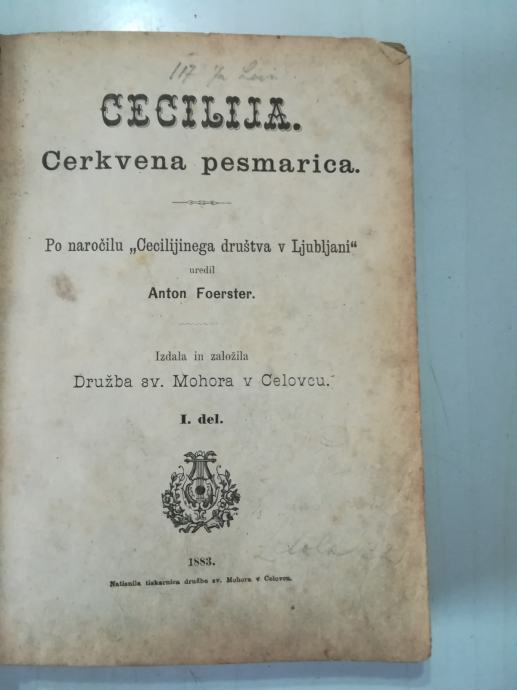 CECILIJA.
Cerkvena pesmarica.
Po naročilu „Cecilijinega društva v Ljubljani“
uredil
Anton Foerster.
Izdala in založila
Družba sv. Mohora v Celovcu.
I. del.
1883.
Natisnila tiskarnica družbe sv. Mohora v Celovcu.